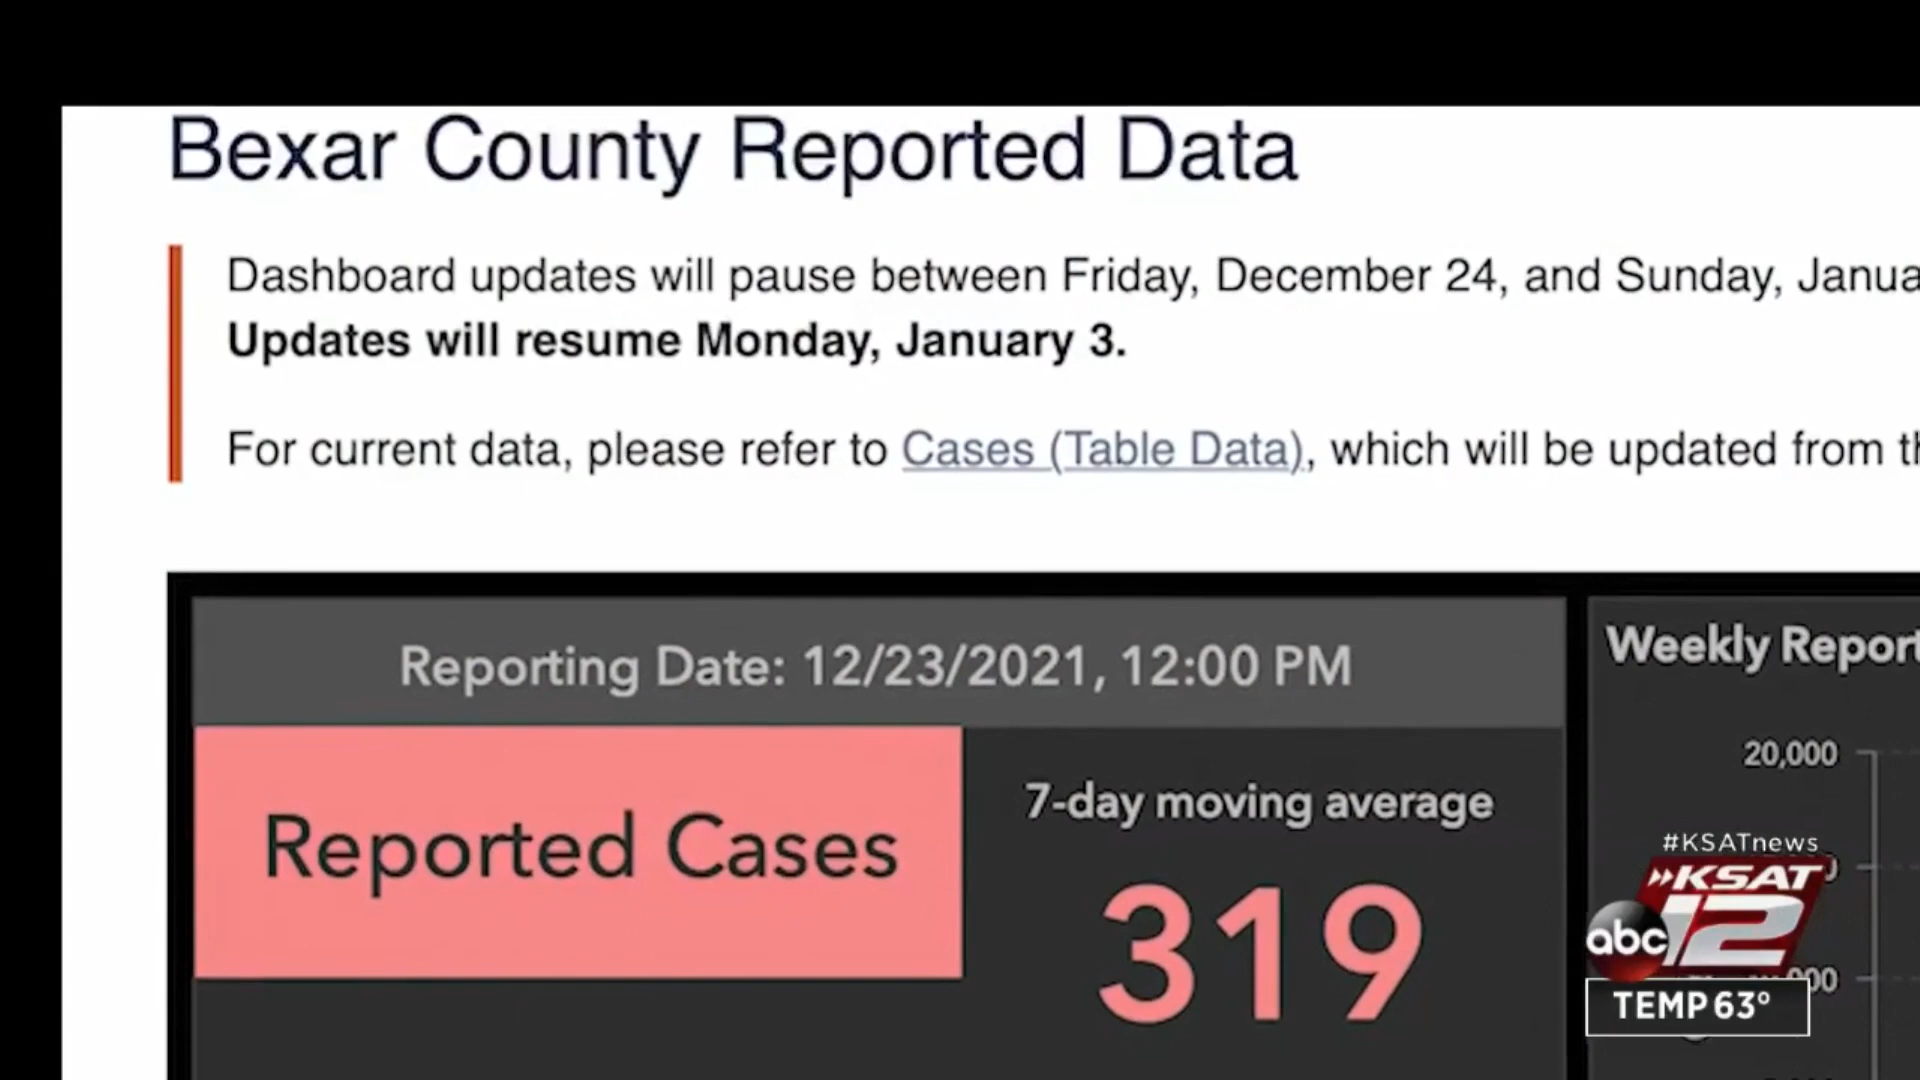 Bexar County Reported Data
Dashboard updates will pause between Friday, December 24, and Sunday,
Updates will resume Monday, January 3.
For current data, please refer to Cases (Table Data), which will be updated from
Reporting Date: 12/23/2021, 12:00 PM
Reported Cases
7-day moving average
319
Weekly
20,000
#KSATnews
KSAT
abc 12
TEMP 63°